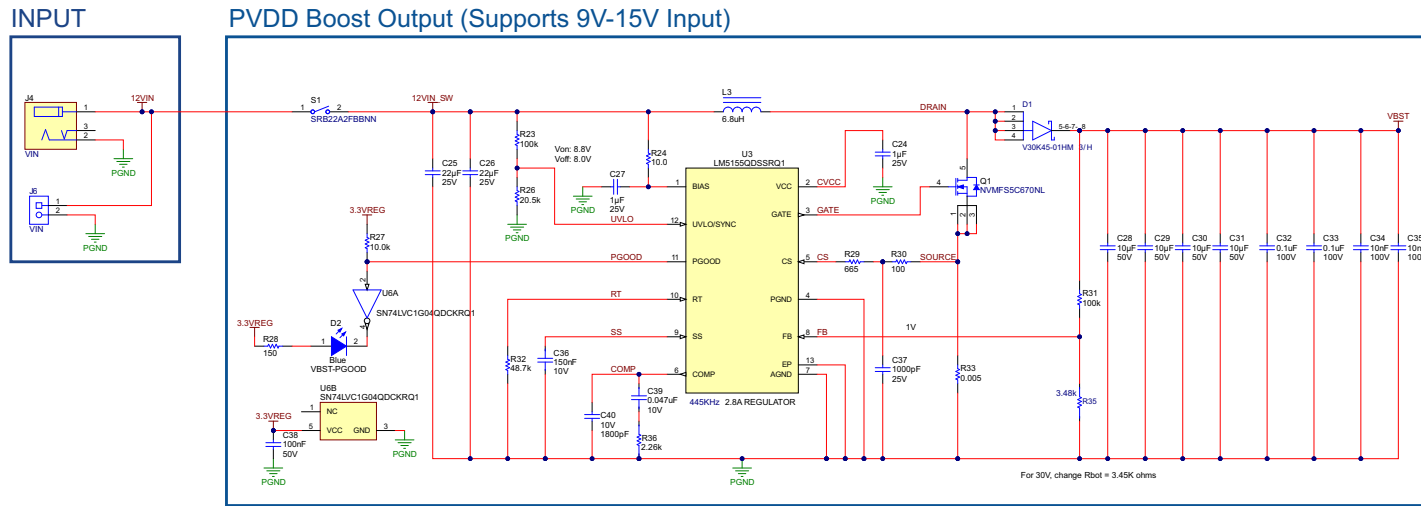 INPUT
PVDD Boost Output (Supports 9V-15V Input)
J4
1
3
2
VIN
PGND
12VIN
J6
1
2
VIN
PGND
1
S1
2
SRB22A2FBBNN
12VIN_SW
C25
22µF
25V
C26
22µF
25V
R23
100k
R26
20.5k
PGND
Von: 8.8V
Voff: 8.0V
C27
1µF
25V
PGND
R24
10.0
L3
6.8uH
DRAIN
D1
1
2
3
4
5-6-7-8
V30K45-01HM 3/H
VBST
U3
LM5155QDSSRQ1
1
BIAS
12
UVLO/SYNC
11
PGOOD
10
RT
9
SS
6
COMP
VCC
2
GATE
3
CS
5
PGND
4
FB
8
EP
13
AGND
7
445KHz 2.8A REGULATOR
UVLO
PGOOD
RT
SS
COMP
CVCC
GATE
CS
SOURCE
FB
1V
C24
1µF
25V
PGND
Q1
NVMFS5C670NL
5
4
1
2
3
R29
665
R30
100
C37
1000pF
25V
R33
0.005
R31
100k
3.48k
R35
C28
10µF
50V
C29
10µF
50V
C30
10µF
50V
C31
10µF
50V
C32
0.1uF
100V
C33
0.1uF
100V
C34
10nF
100V
C35
3.3VREG
R27
10.0k
2
U6A
SN74LVC1G04QDCKRQ1
4
3.3VREG
R28
150
D2
1
2
Blue
VBST-PGOOD
U6B
SN74LVC1G04QDCKRQ1
1
NC
5
VCC
GND
3
3.3VREG
C38
100nF
50V
PGND
PGND
R32
48.7k
C36
150nF
10V
C40
10V
1800pF
C39
0.047uF
10V
R36
2.26k
PGND
For 30V, change Rbot = 3.45K ohms